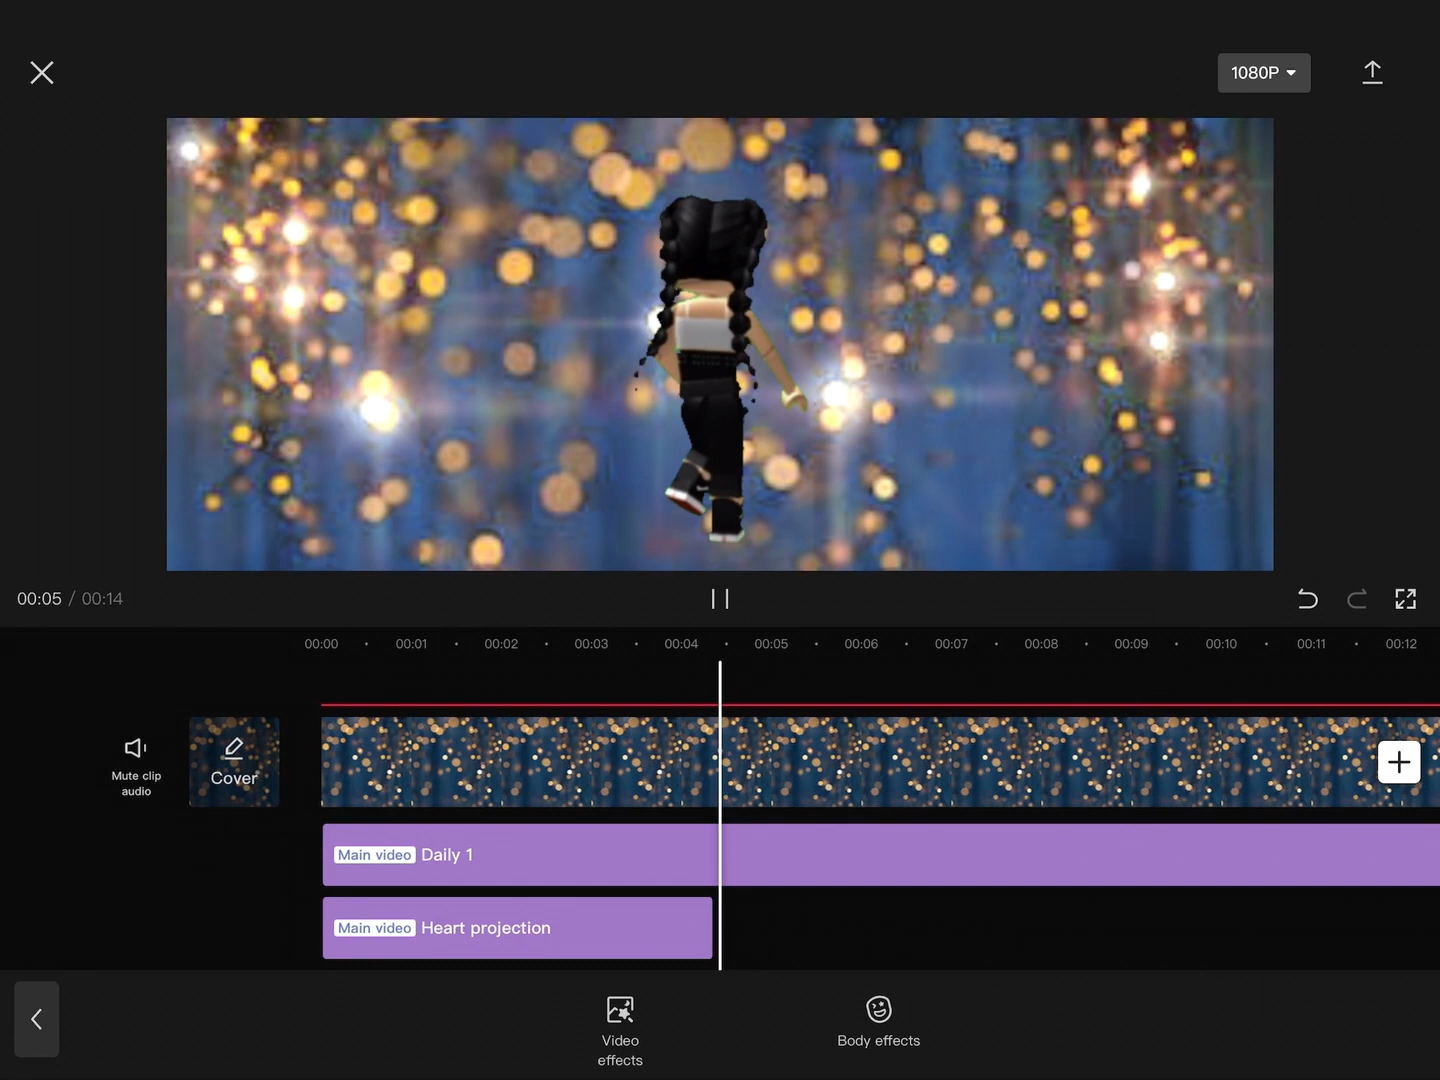 1080P
00:05 / 00:14
00:00 00:01 00:02 00:03 00:04 00:05 00:06 00:07 00:08 00:09 00:10 00:11 00:12
Mute clip
audio
Cover
Main video Daily 1
Main video Heart projection
Video
effects
Body effects